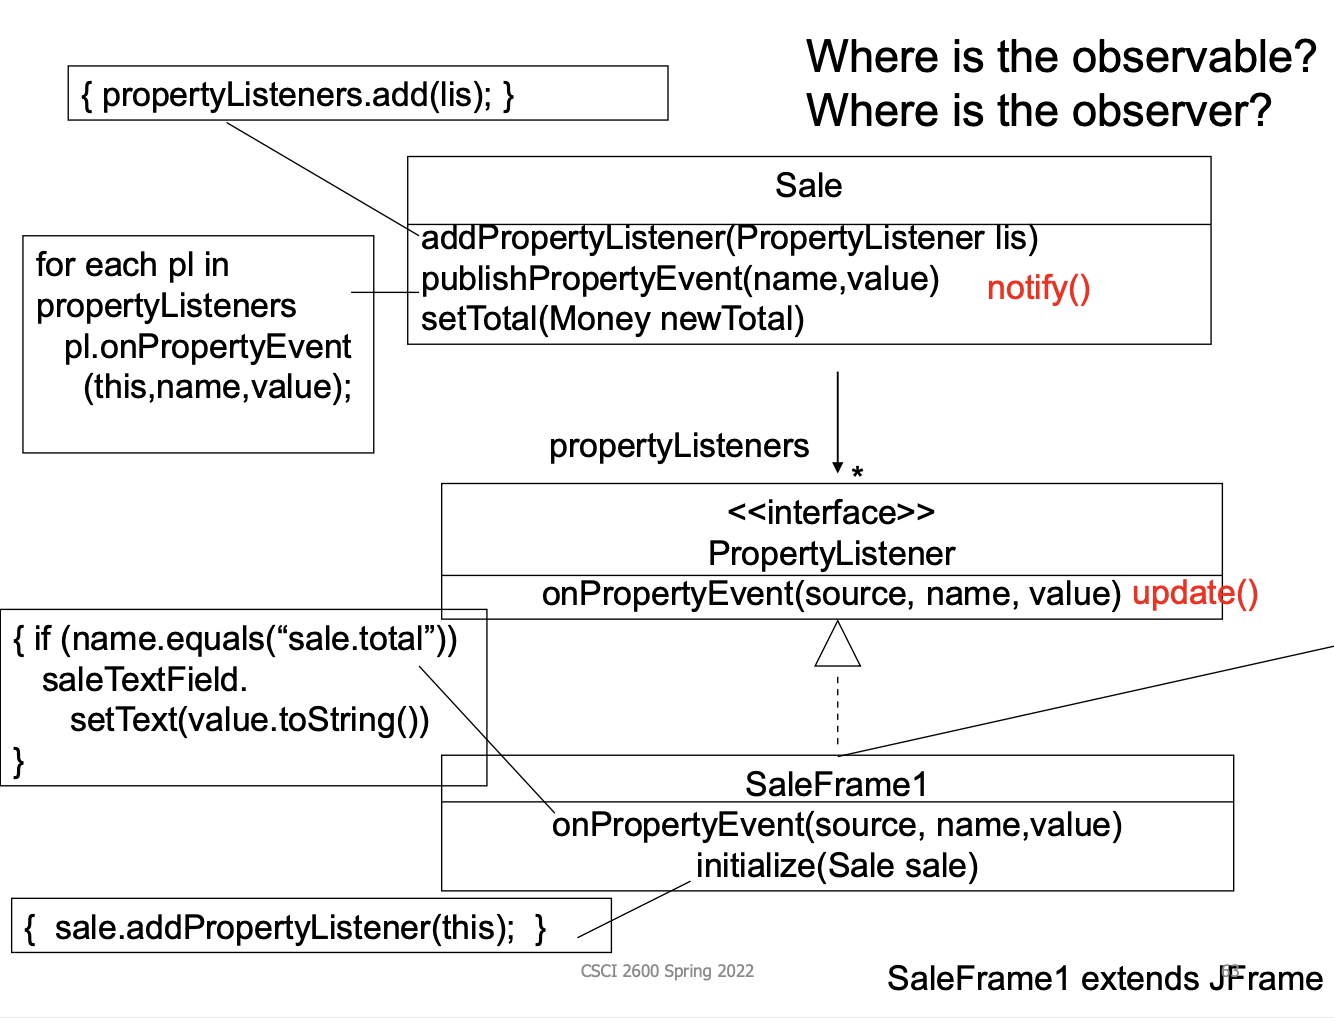 Where is the observable?
Where is the observer?
{ propertyListeners.add(lis); }
Sale
addPropertyListener(PropertyListener lis)
publishPropertyEvent(name,value)
notify()
setTotal(Money newTotal)
for each pl in
propertyListeners
pl.onPropertyEvent
(this,name,value);
propertyListeners
*
<<interface>>
PropertyListener
onPropertyEvent(source, name, value)
update()
{ if (name.equals(“sale.total”))
saleTextField.
setText(value.toString())
}
SaleFrame1
onPropertyEvent(source, name,value)
initialize(Sale sale)
{ sale.addPropertyListener(this); }
CSCI 2600 Spring 2022
63
SaleFrame1 extends JFrame